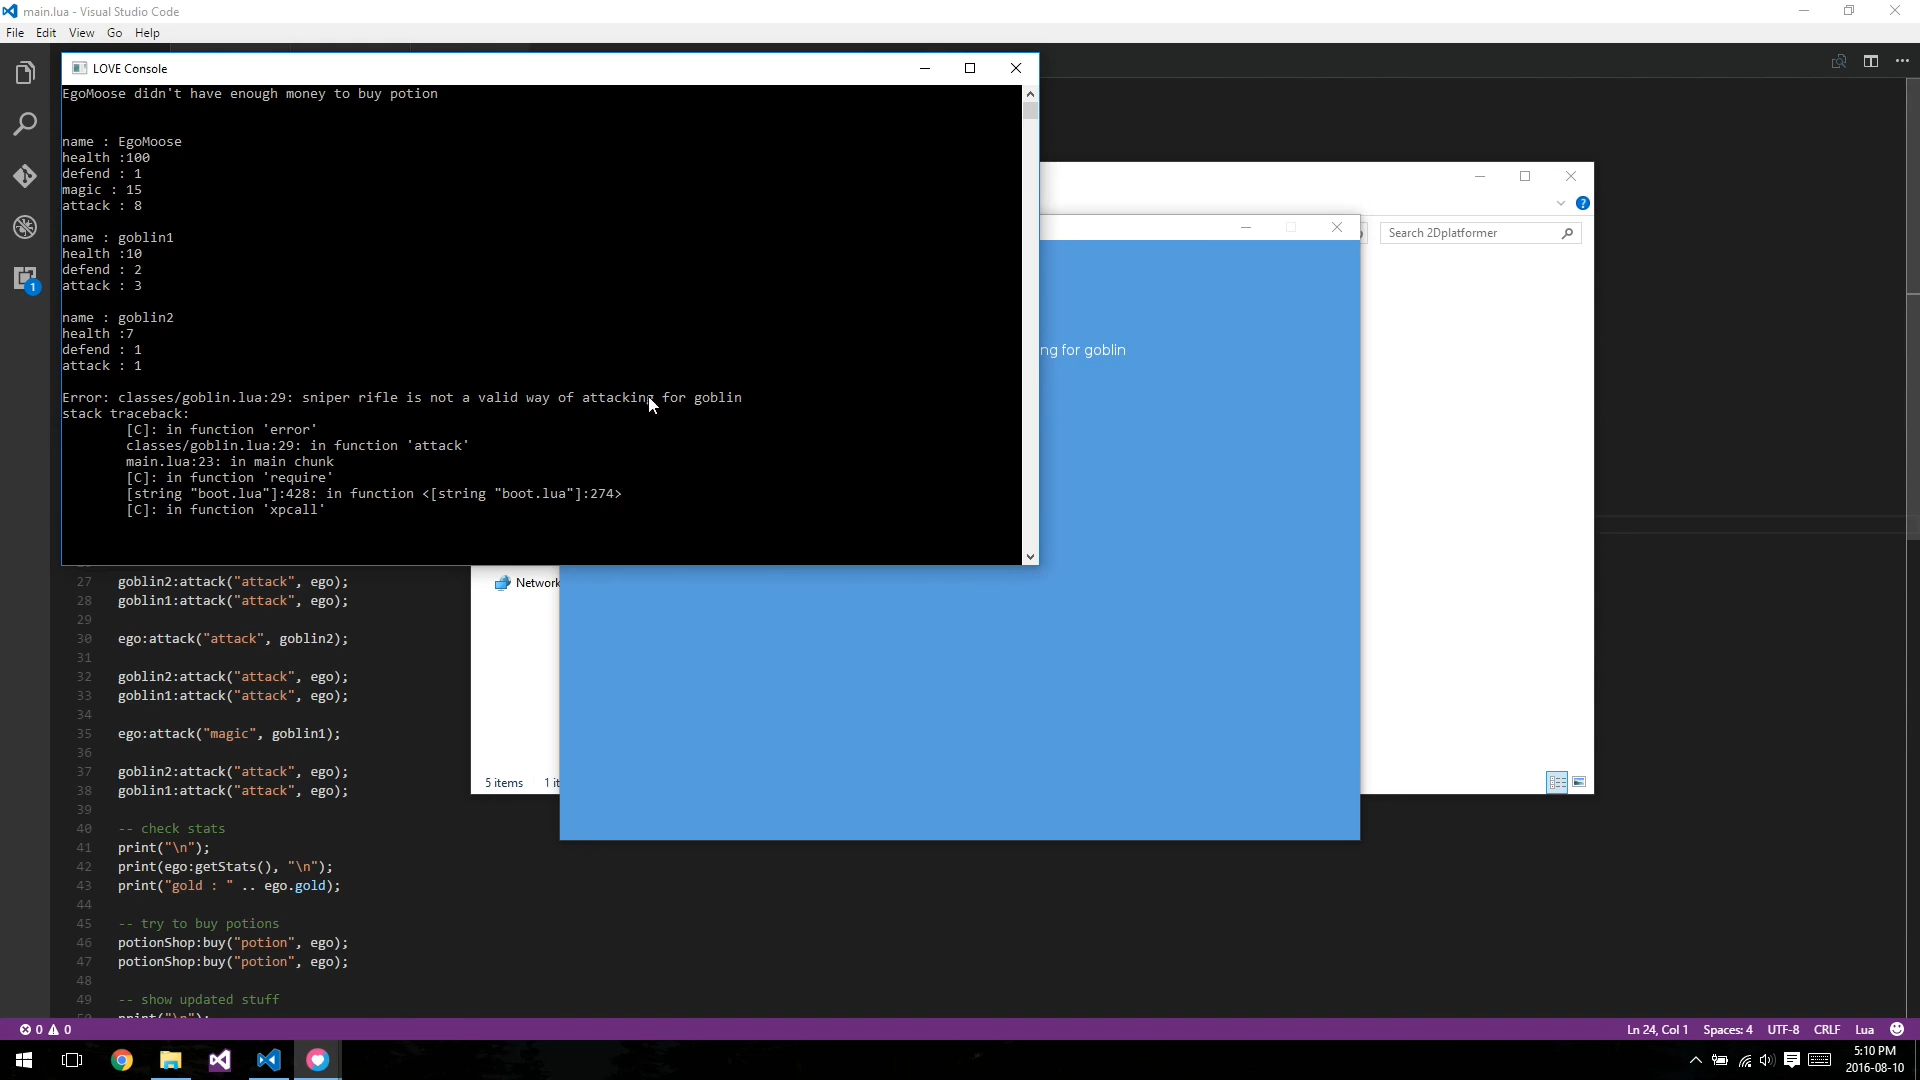 main.lua - Visual Studio Code
File Edit View Go Help
LOVE Console
EgoMoose didn't have enough money to buy potion
name : EgoMoose
health :100
defend : 1
magic : 15
attack : 8
name : goblin1
health :10
defend : 2
attack : 3
name : goblin2
health :7
defend : 1
attack : 1
Error: classes/goblin.lua:29: sniper rifle is not a valid way of attacking for goblin
stack traceback:
[C]: in function 'error'
classes/goblin.lua:29: in function 'attack'
main.lua:23: in main chunk
[C]: in function 'require'
[string "boot.lua"]:428: in function <[string "boot.lua"]:274>
[C]: in function 'xpcall'
Search 2Dplatformer
ng for goblin
1
Network
5 items 1 it
27 goblin2:attack("attack", ego);
28 goblin1:attack("attack", ego);
29
30 ego:attack("attack", goblin2);
31
32 goblin2:attack("attack", ego);
33 goblin1:attack("attack", ego);
34
35 ego:attack("magic", goblin1);
36
37 goblin2:attack("attack", ego);
38 goblin1:attack("attack", ego);
39
40 -- check stats
41 print("\n");
42 print(ego:getStats(), "\n");
43 print("gold : " .. ego.gold);
44
45 -- try to buy potions
46 potionShop:buy("potion", ego);
47 potionShop:buy("potion", ego);
48
49 -- show updated stuff
50 print("\n");
0 0
Ln 24, Col 1 Spaces: 4 UTF-8 CRLF Lua
5:10 PM
2016-08-10